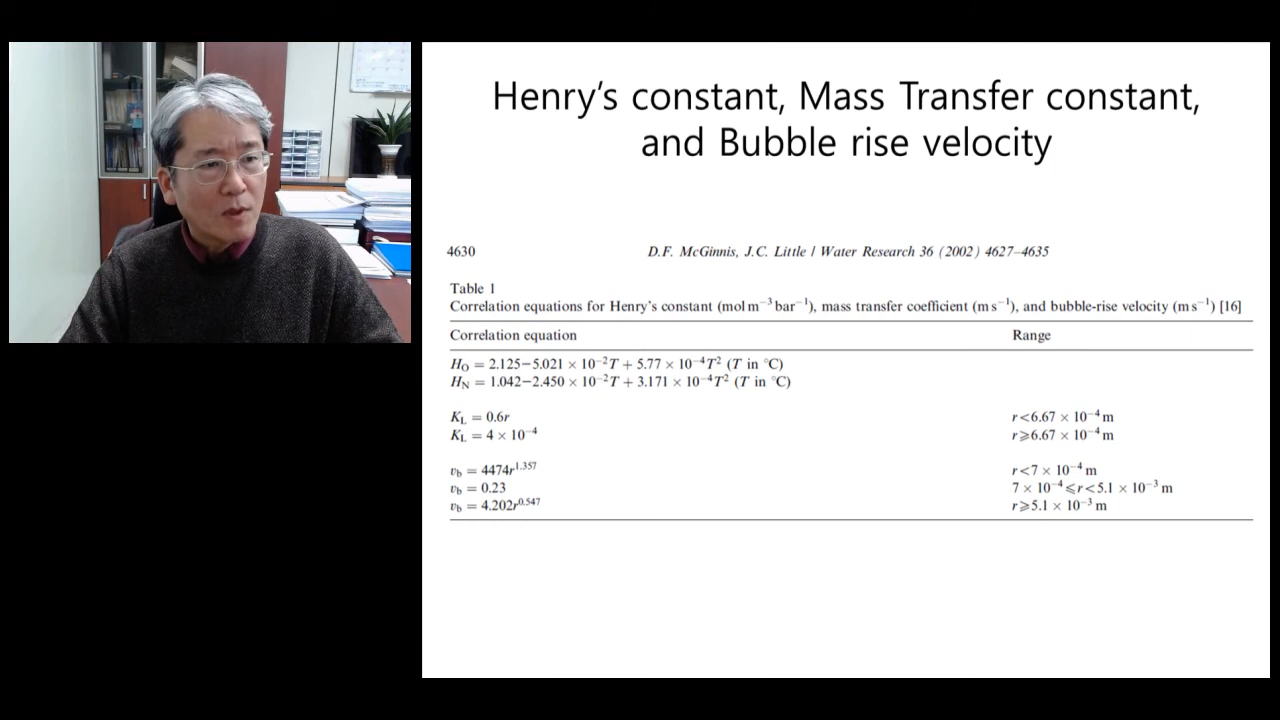 Henry's constant, Mass Transfer constant,
and Bubble rise velocity
4630 D.F. McGinnis, J.C. Little / Water Research 36 (2002) 4627–4635
Table 1
Correlation equations for Henry's constant (mol m⁻³ bar⁻¹), mass transfer coefficient (m s⁻¹), and bubble-rise velocity (m s⁻¹) [16]
Correlation equation Range
H_O = 2.125−5.021 × 10⁻²T + 5.77 × 10⁻⁴T² (T in °C)
H_N = 1.042−2.450 × 10⁻²T + 3.171 × 10⁻⁴T² (T in °C)
K_L = 0.6r r<6.67 × 10⁻⁴ m
K_L = 4 × 10⁻⁴ r⩾6.67 × 10⁻⁴ m
v_b = 4474r^1.357 r<7 × 10⁻⁴ m
v_b = 0.23 7 × 10⁻⁴⩽r<5.1 × 10⁻³ m
v_b = 4.202r^0.547 r⩾5.1 × 10⁻³ m